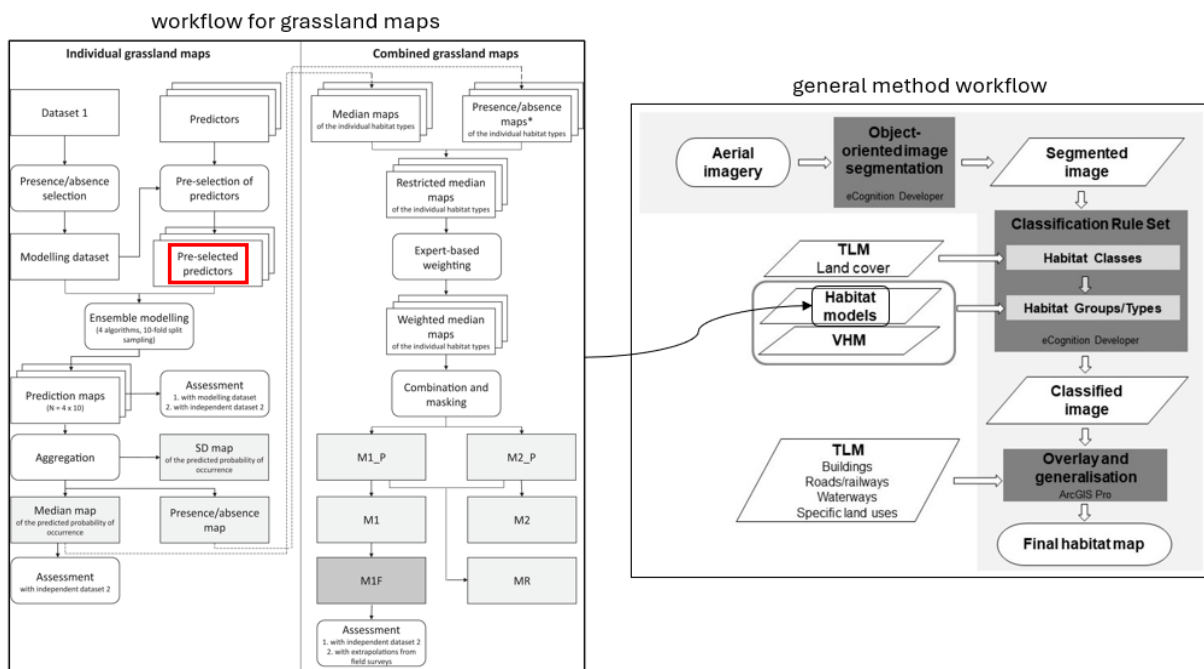 workflow for grassland maps
Individual grassland maps
Dataset 1
Predictors
Presence/absence
selection
Pre-selection of
predictors
Modelling dataset
Pre-selected
predictors
Ensemble modelling
(4 algorithms, 10-fold split
sampling)
Prediction maps
(N = 4 x 10)
Assessment
1. with modelling dataset
2. with independent dataset 2
Aggregation
SD map
of the predicted probability of
occurrence
Median map
of the predicted probability of
occurrence
Presence/absence
map
Assessment
with independent dataset 2
Combined grassland maps
Median maps
of the individual habitat types
Presence/absence
maps*
of the individual habitat types
Restricted median
maps
of the individual habitat types
Expert-based
weighting
Weighted median
maps
of the individual habitat types
Combination and
masking
M1_P
M2_P
M1
M2
M1F
MR
Assessment
1. with independent dataset 2
2. with extrapolations from
field surveys
general method workflow
Aerial
imagery
Object-
oriented image
segmentation
eCognition Developer
Segmented
image
Classification Rule Set
TLM
Land cover
Habitat Classes
Habitat
models
Habitat Groups/Types
VHM
eCognition Developer
Classified
image
TLM
Buildings
Roads/railways
Waterways
Specific land uses
Overlay and
generalisation
ArcGIS Pro
Final habitat map